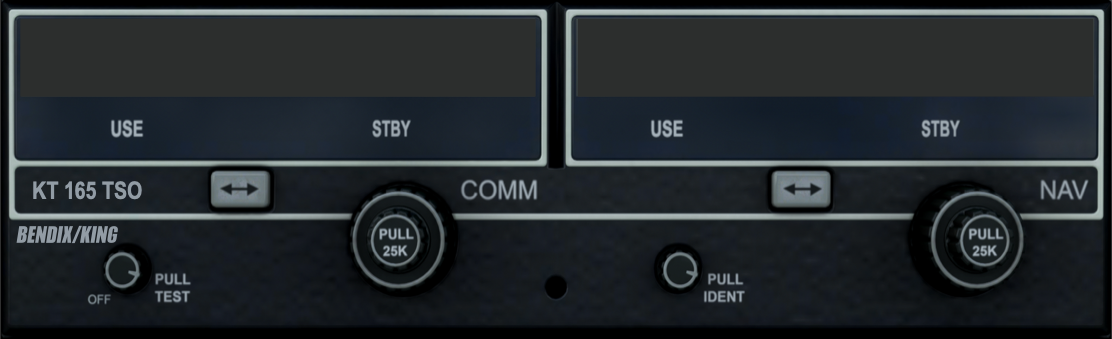 USE STBY
USE STBY
KT 165 TSO
COMM
NAV
BENDIX/KING
PULL
25K
PULL
25K
OFF
PULL
TEST
PULL
IDENT